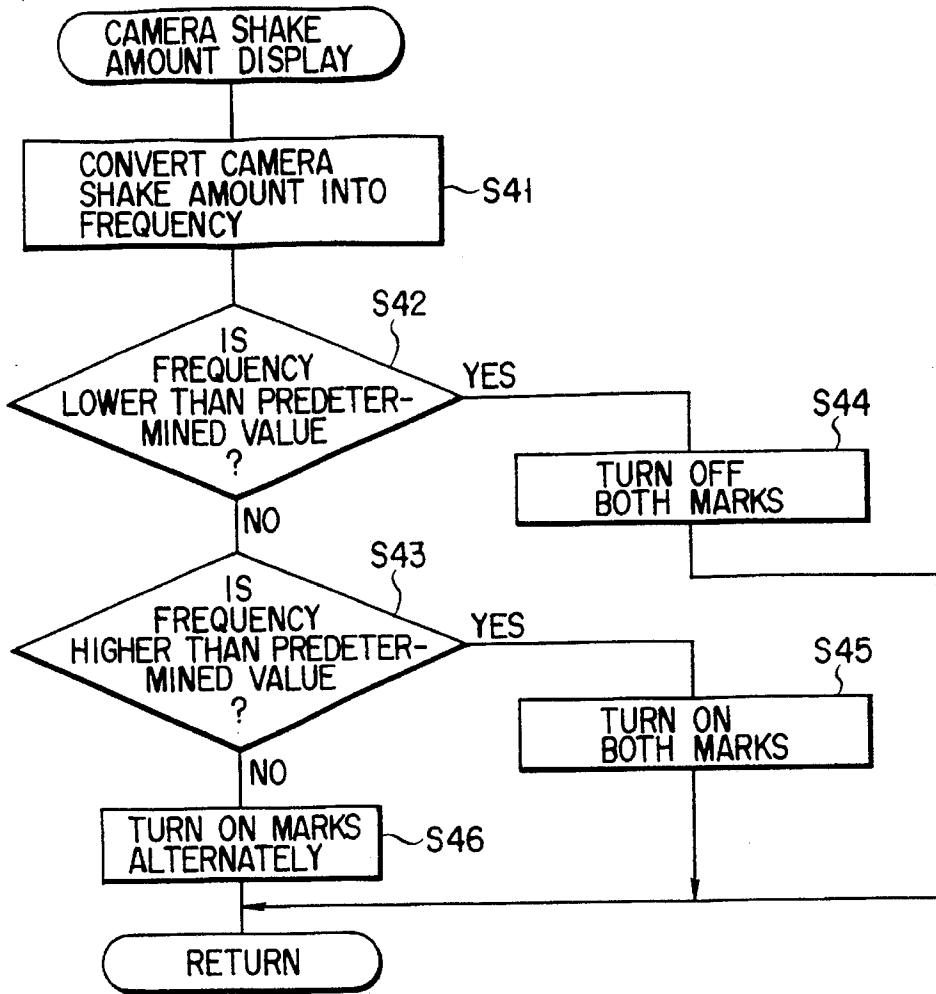 CAMERA SHAKE
AMOUNT DISPLAY
CONVERT CAMERA
SHAKE AMOUNT INTO
FREQUENCY
S41
S42
IS
FREQUENCY
LOWER THAN PREDETER-
MINED VALUE
?
YES
NO
S44
TURN OFF
BOTH MARKS
S43
IS
FREQUENCY
HIGHER THAN PREDETER-
MINED VALUE
?
YES
NO
S45
TURN ON
BOTH MARKS
TURN ON MARKS
ALTERNATELY
S46
RETURN